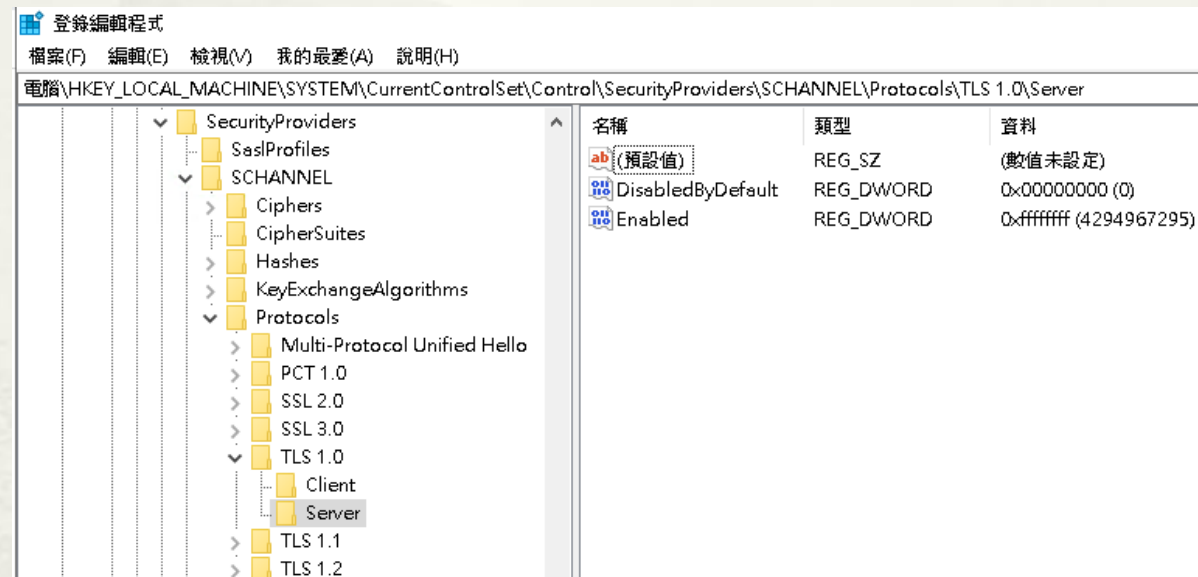 登錄編輯程式
檔案(F) 編輯(E) 檢視(V) 我的最愛(A) 說明(H)
電腦\HKEY_LOCAL_MACHINE\SYSTEM\CurrentControlSet\Control\SecurityProviders\SCHANNEL\Protocols\TLS 1.0\Server
SecurityProviders
SaslProfiles
SCHANNEL
Ciphers
CipherSuites
Hashes
KeyExchangeAlgorithms
Protocols
Multi-Protocol Unified Hello
PCT 1.0
SSL 2.0
SSL 3.0
TLS 1.0
Client
Server
TLS 1.1
TLS 1.2
名稱 類型 資料
(預設值) REG_SZ (數值未設定)
DisabledByDefault REG_DWORD 0x00000000 (0)
Enabled REG_DWORD 0xffffffff (4294967295)